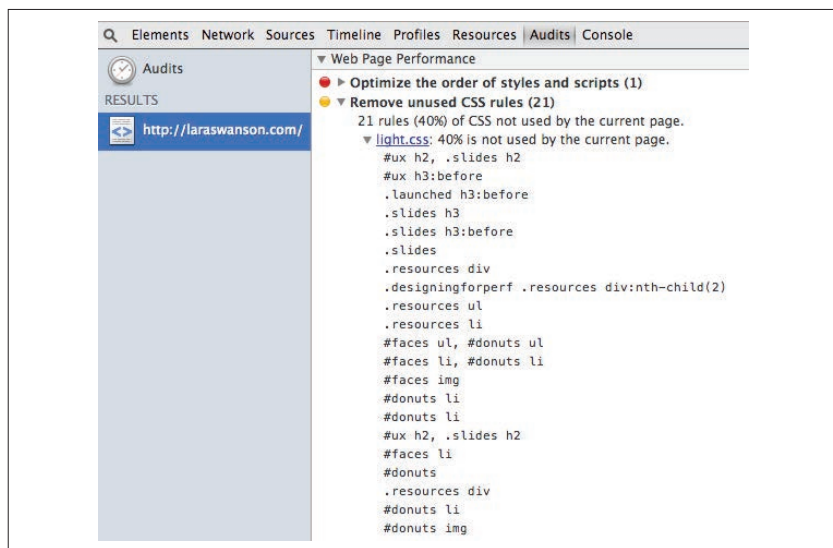 Elements Network Sources Timeline Profiles Resources Audits Console
Audits
RESULTS
http://laraswanson.com/
Web Page Performance
Optimize the order of styles and scripts (1)
Remove unused CSS rules (21)
21 rules (40%) of CSS not used by the current page.
light.css: 40% is not used by the current page.
#ux h2, .slides h2
#ux h3:before
.launched h3:before
.slides h3
.slides h3:before
.slides
.resources div
.designingforperf .resources div:nth-child(2)
.resources ul
.resources li
#faces ul, #donuts ul
#faces li, #donuts li
#faces img
#donuts li
#donuts li
#ux h2, .slides h2
#faces li
#donuts
.resources div
#donuts li
#donuts img